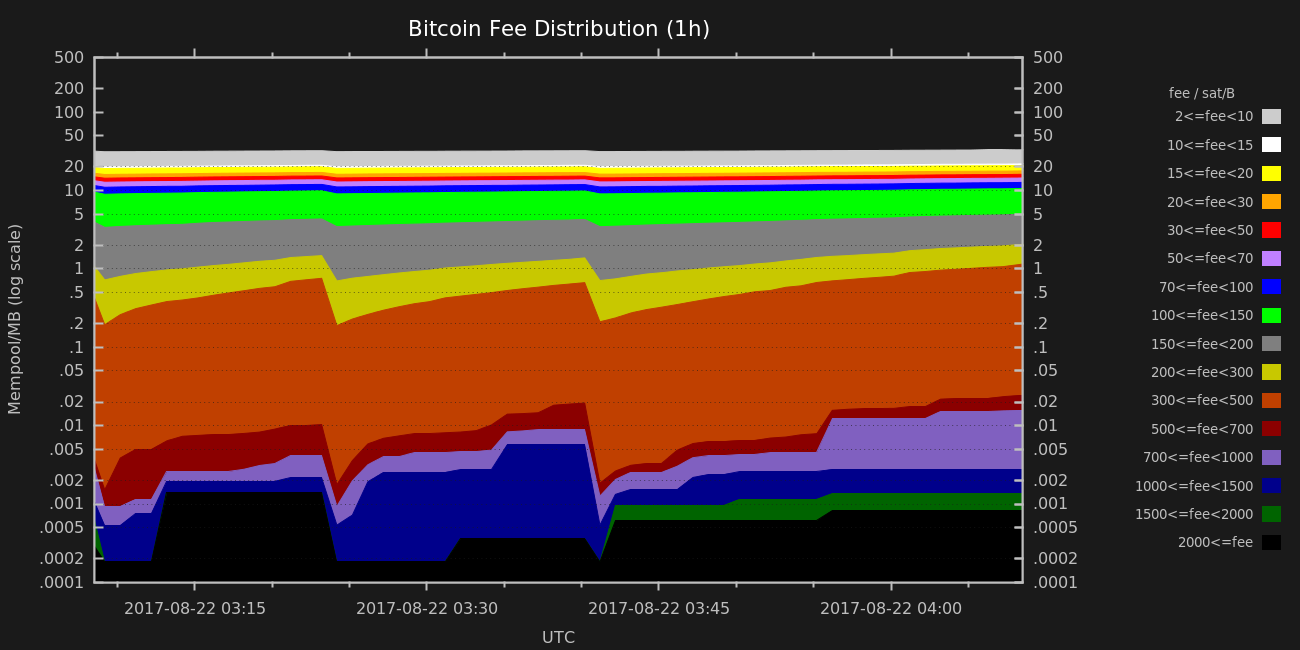 Bitcoin Fee Distribution (1h)
500
200
100
50
20
10
5
2
1
.5
.2
.1
.05
.02
.01
.005
.002
.001
.0005
.0002
.0001
Mempool/MB (log scale)
500
200
100
50
20
10
5
2
1
.5
.2
.1
.05
.02
.01
.005
.002
.001
.0005
.0002
.0001
2017-08-22 03:15
2017-08-22 03:30
2017-08-22 03:45
2017-08-22 04:00
UTC
fee / sat/B
2<=fee<10
10<=fee<15
15<=fee<20
20<=fee<30
30<=fee<50
50<=fee<70
70<=fee<100
100<=fee<150
150<=fee<200
200<=fee<300
300<=fee<500
500<=fee<700
700<=fee<1000
1000<=fee<1500
1500<=fee<2000
2000<=fee